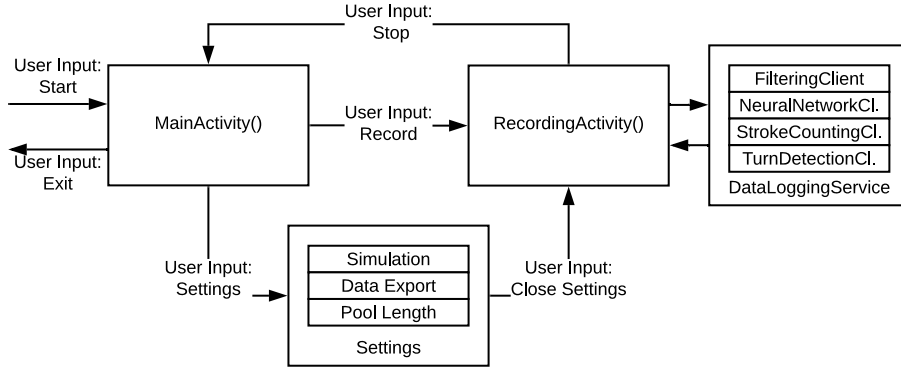 User Input:
Stop
User Input:
Start
MainActivity()
User Input:
Record
RecordingActivity()
FilteringClient
NeuralNetworkCl.
StrokeCountingCl.
TurnDetectionCl.
DataLoggingService
User Input:
Exit
User Input:
Settings
Simulation
Data Export
Pool Length
Settings
User Input:
Close Settings